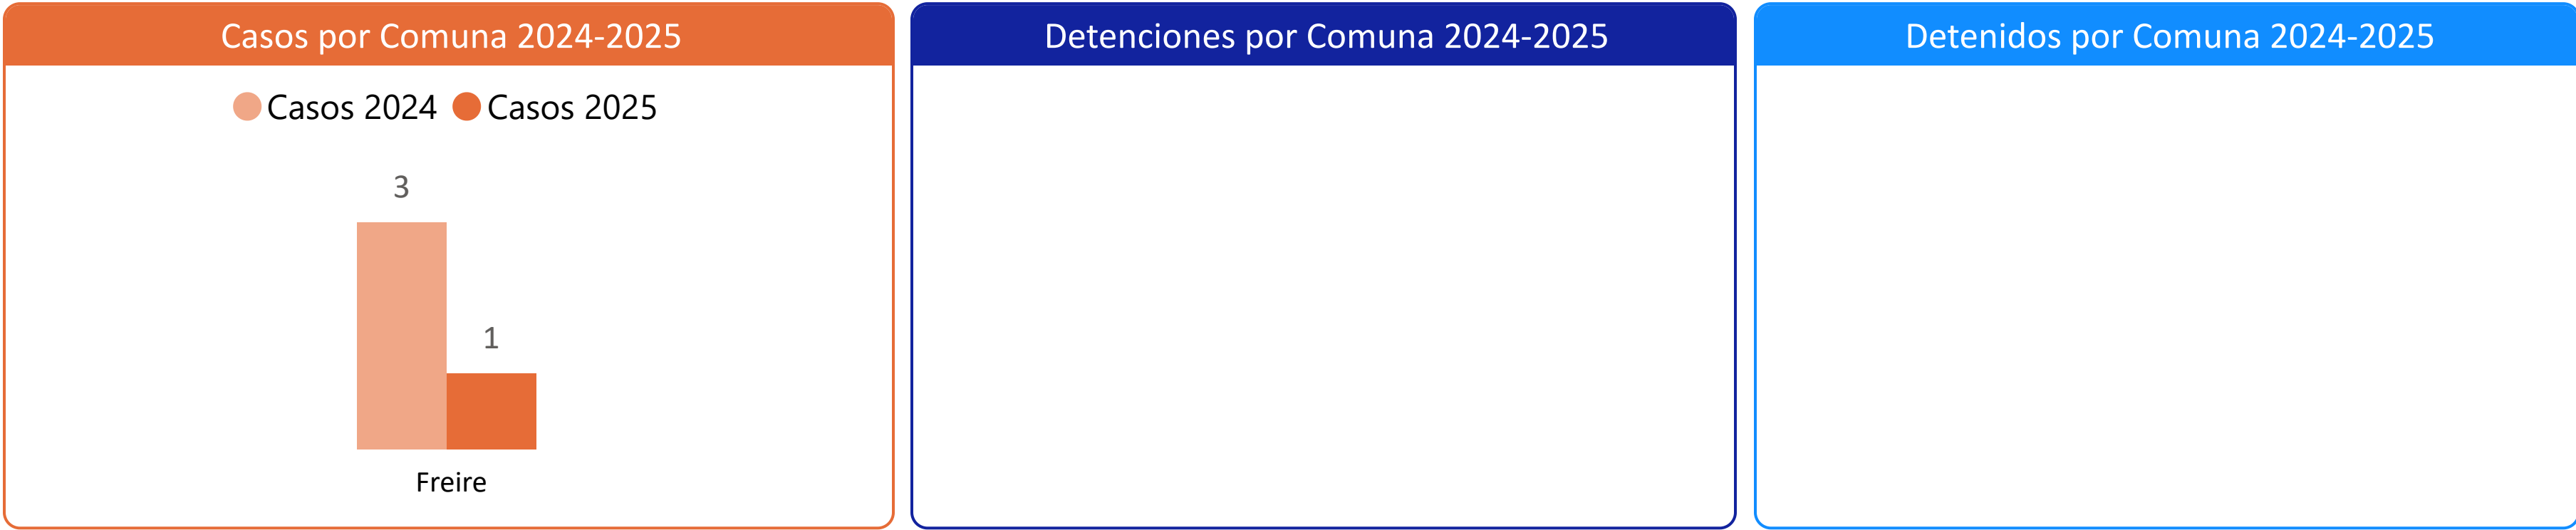 Casos por Comuna 2024-2025
Casos 2024 Casos 2025
3
1
Freire
Detenciones por Comuna 2024-2025
Detenidos por Comuna 2024-2025